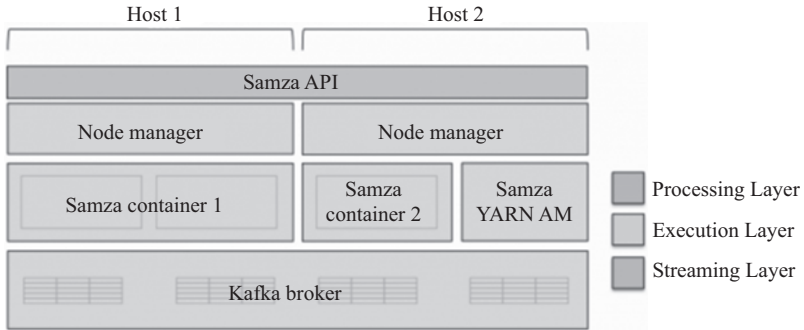 Host 1
Host 2
Samza API
Node manager
Node manager
Samza container 1
Samza
container 2
Samza
YARN AM
Kafka broker
Processing Layer
Execution Layer
Streaming Layer